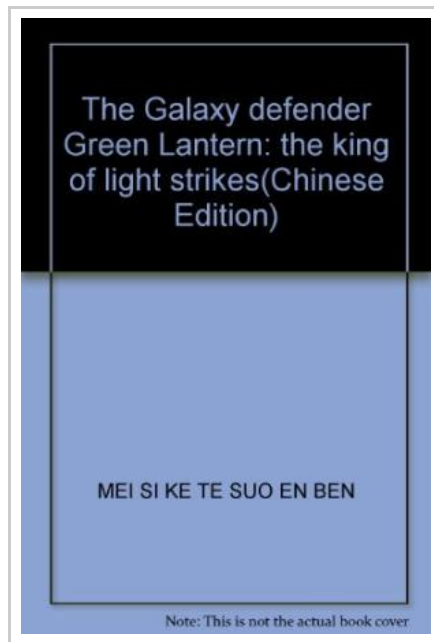 The Galaxy defender
Green Lantern: the king
of light strikes(Chinese
Edition)
MEI SI KE TE SUO EN BEN
Note: This is not the actual book cover